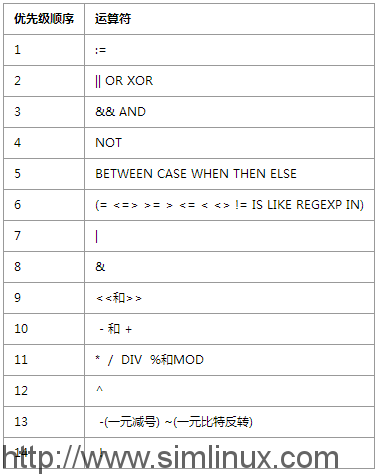 优先级顺序 运算符
1 :=
2 || OR XOR
3 && AND
4 NOT
5 BETWEEN CASE WHEN THEN ELSE
6 (= <=> >= > <= < <> != IS LIKE REGEXP IN)
7 |
8 &
9 <<和>>
10 - 和 +
11 * / DIV %和MOD
12 ^
13 -(一元减号) ~(一元比特反转)
14 !
http://www.simlinux.com